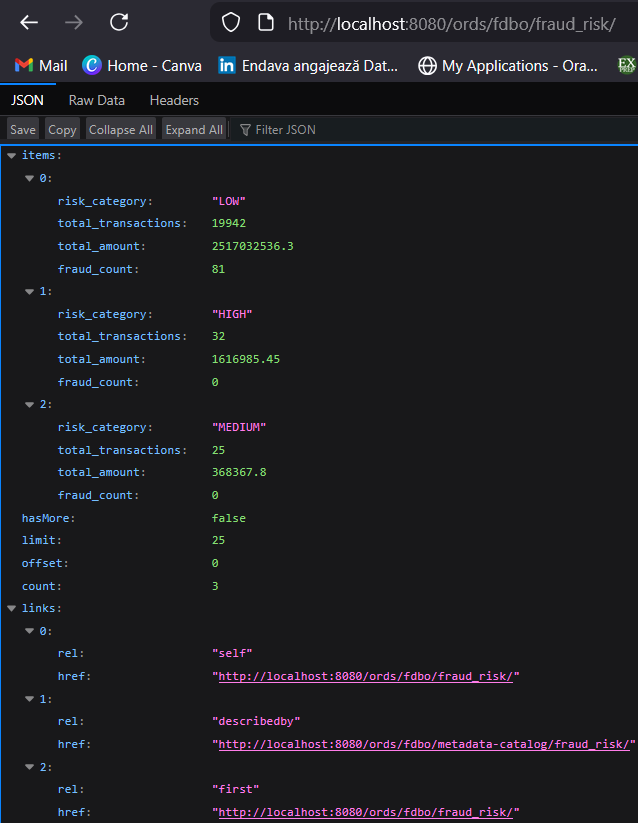 http://localhost:8080/ords/fdbo/fraud_risk/
Mail Home - Canva Endava angajează Dat... My Applications - Ora... EX
JSON Raw Data Headers
Save Copy Collapse All Expand All Filter JSON
items:
0:
risk_category: "LOW"
total_transactions: 19942
total_amount: 2517032536.3
fraud_count: 81
1:
risk_category: "HIGH"
total_transactions: 32
total_amount: 1616985.45
fraud_count: 0
2:
risk_category: "MEDIUM"
total_transactions: 25
total_amount: 368367.8
fraud_count: 0
hasMore: false
limit: 25
offset: 0
count: 3
links:
0:
rel: "self"
href: "http://localhost:8080/ords/fdbo/fraud_risk/"
1:
rel: "describedby"
href: "http://localhost:8080/ords/fdbo/metadata-catalog/fraud_risk/"
2:
rel: "first"
href: "http://localhost:8080/ords/fdbo/fraud_risk/"